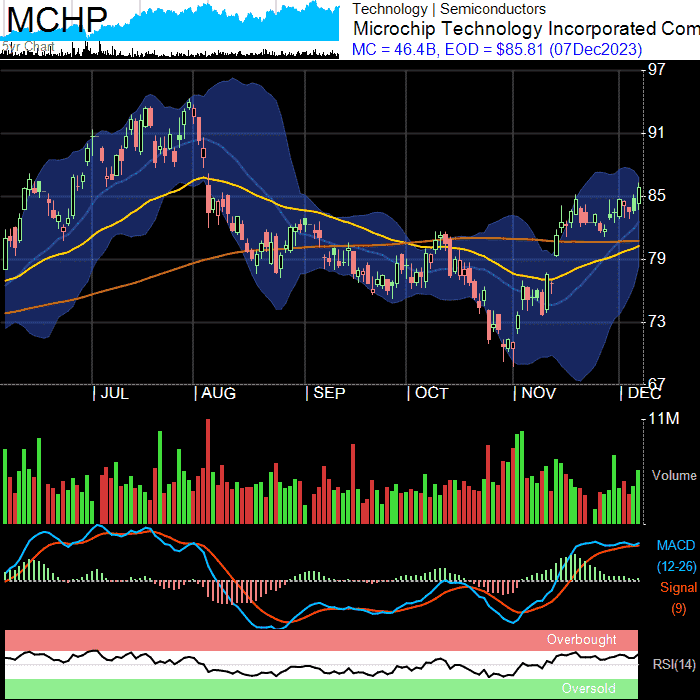 MCHP
5yr Chart
Technology | Semiconductors
Microchip Technology Incorporated Com
MC = 46.4B, EOD = $85.81 (07Dec2023)
97
91
85
79
73
67
JUL
AUG
SEP
OCT
NOV
DEC
11M
Volume
MACD
(12-26)
Signal
(9)
Overbought
RSI(14)
Oversold